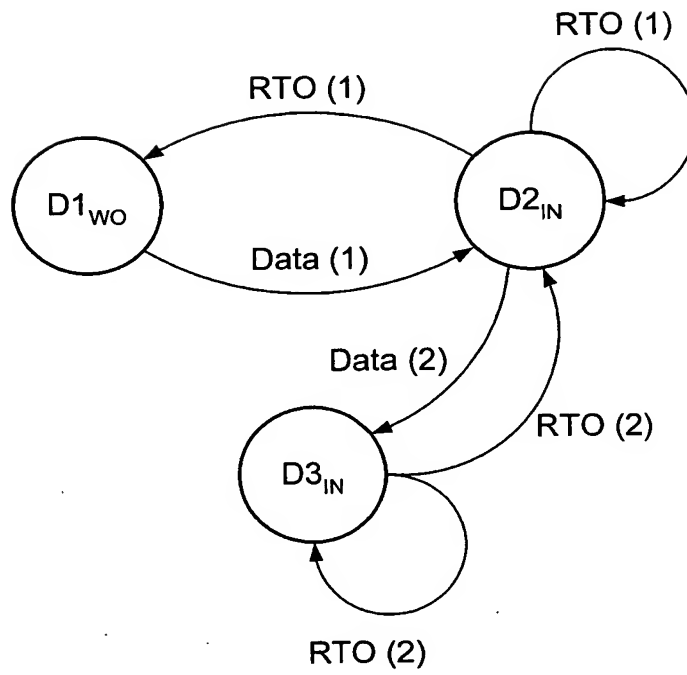 RTO (1)
RTO (1)
D1WO
D2IN
Data (1)
Data (2)
RTO (2)
D3IN
RTO (2)